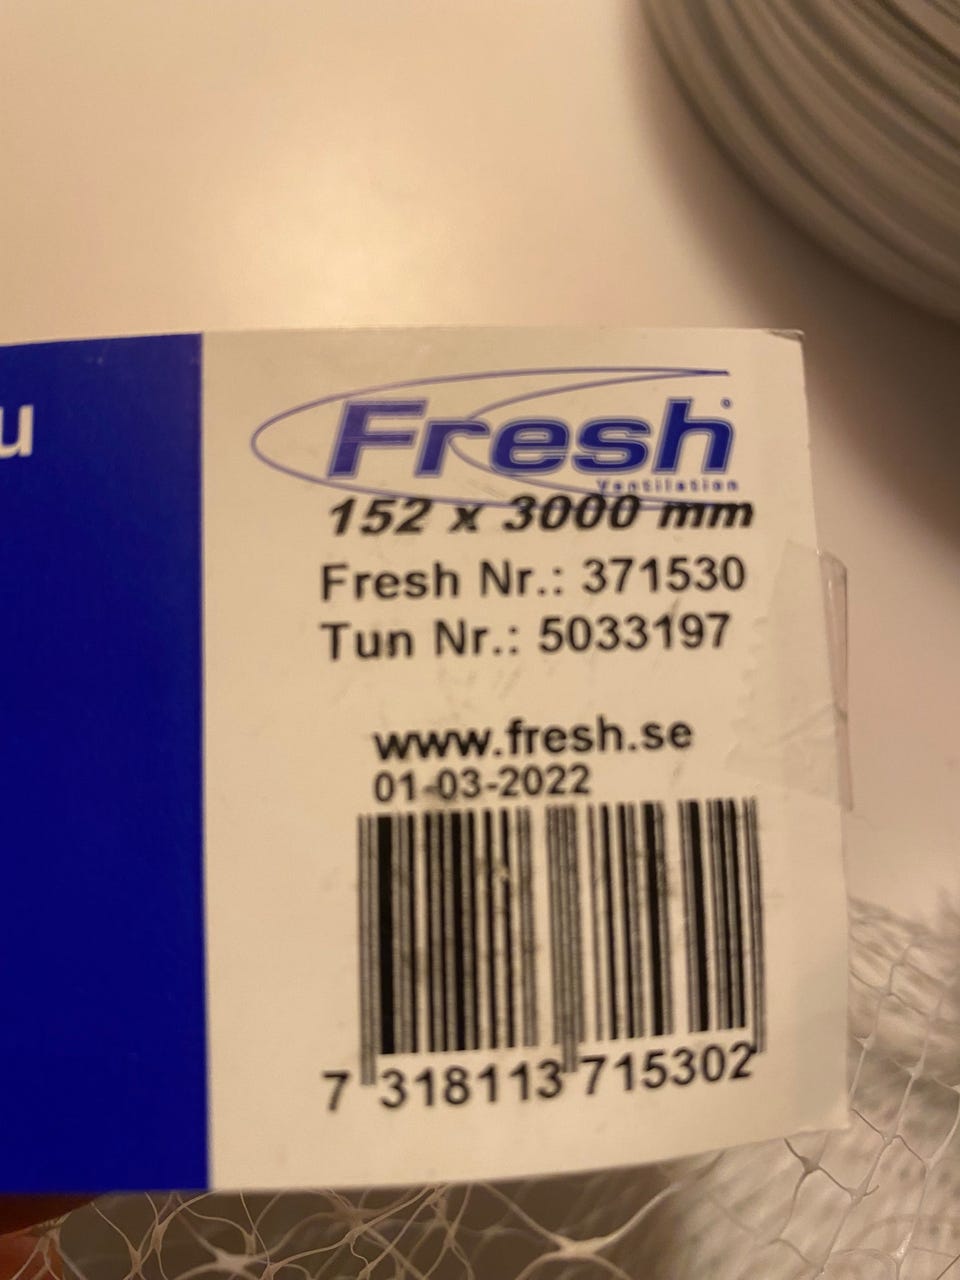 u
Fresh®
Ventilation
152 x 3000 mm
Fresh Nr.: 371530
Tun Nr.: 5033197
www.fresh.se
01-03-2022
7 318113 715302